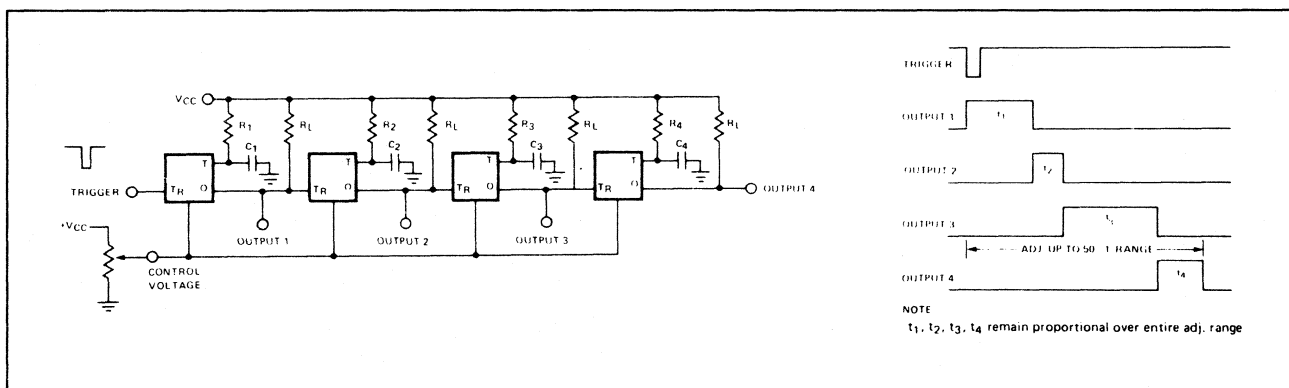 VCC
R1
RL
R2
RL
R3
RL
R4
RL
C1
C2
C3
C4
T
T
T
T
TRIGGER
TR
O
TR
O
TR
O
TR
O
OUTPUT 4
OUTPUT 1
OUTPUT 2
OUTPUT 3
+VCC
CONTROL
VOLTAGE
TRIGGER
OUTPUT 1
t1
OUTPUT 2
t2
OUTPUT 3
t3
ADJ UP TO 50 1 RANGE
OUTPUT 4
t4
NOTE
t1, t2, t3, t4 remain proportional over entire adj. range